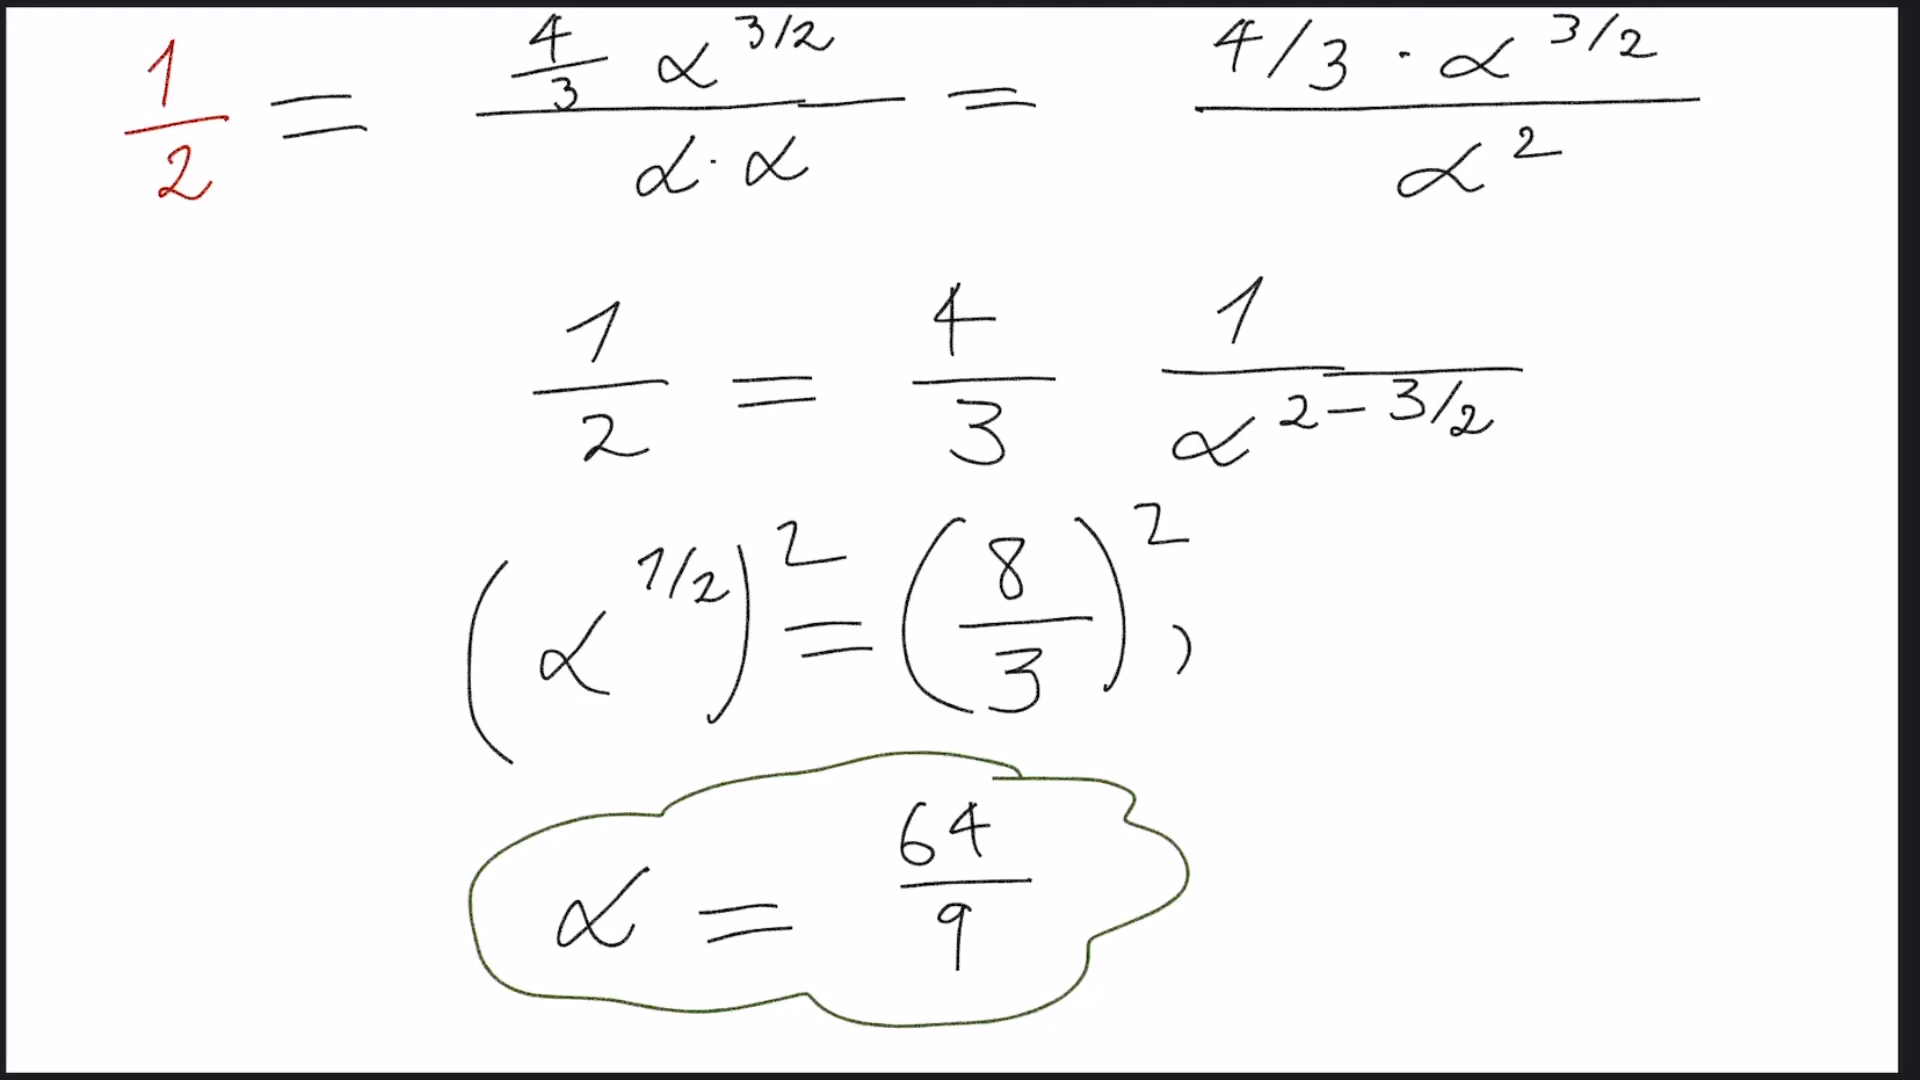 1/2 = (4/3 α^{3/2})/(α · α) = (4/3 · α^{3/2})/(α^2)
1/2 = 4/3 1/(α^{2-3/2})
(α^{1/2})^2 = (8/3)^2 ,
α = 64/9